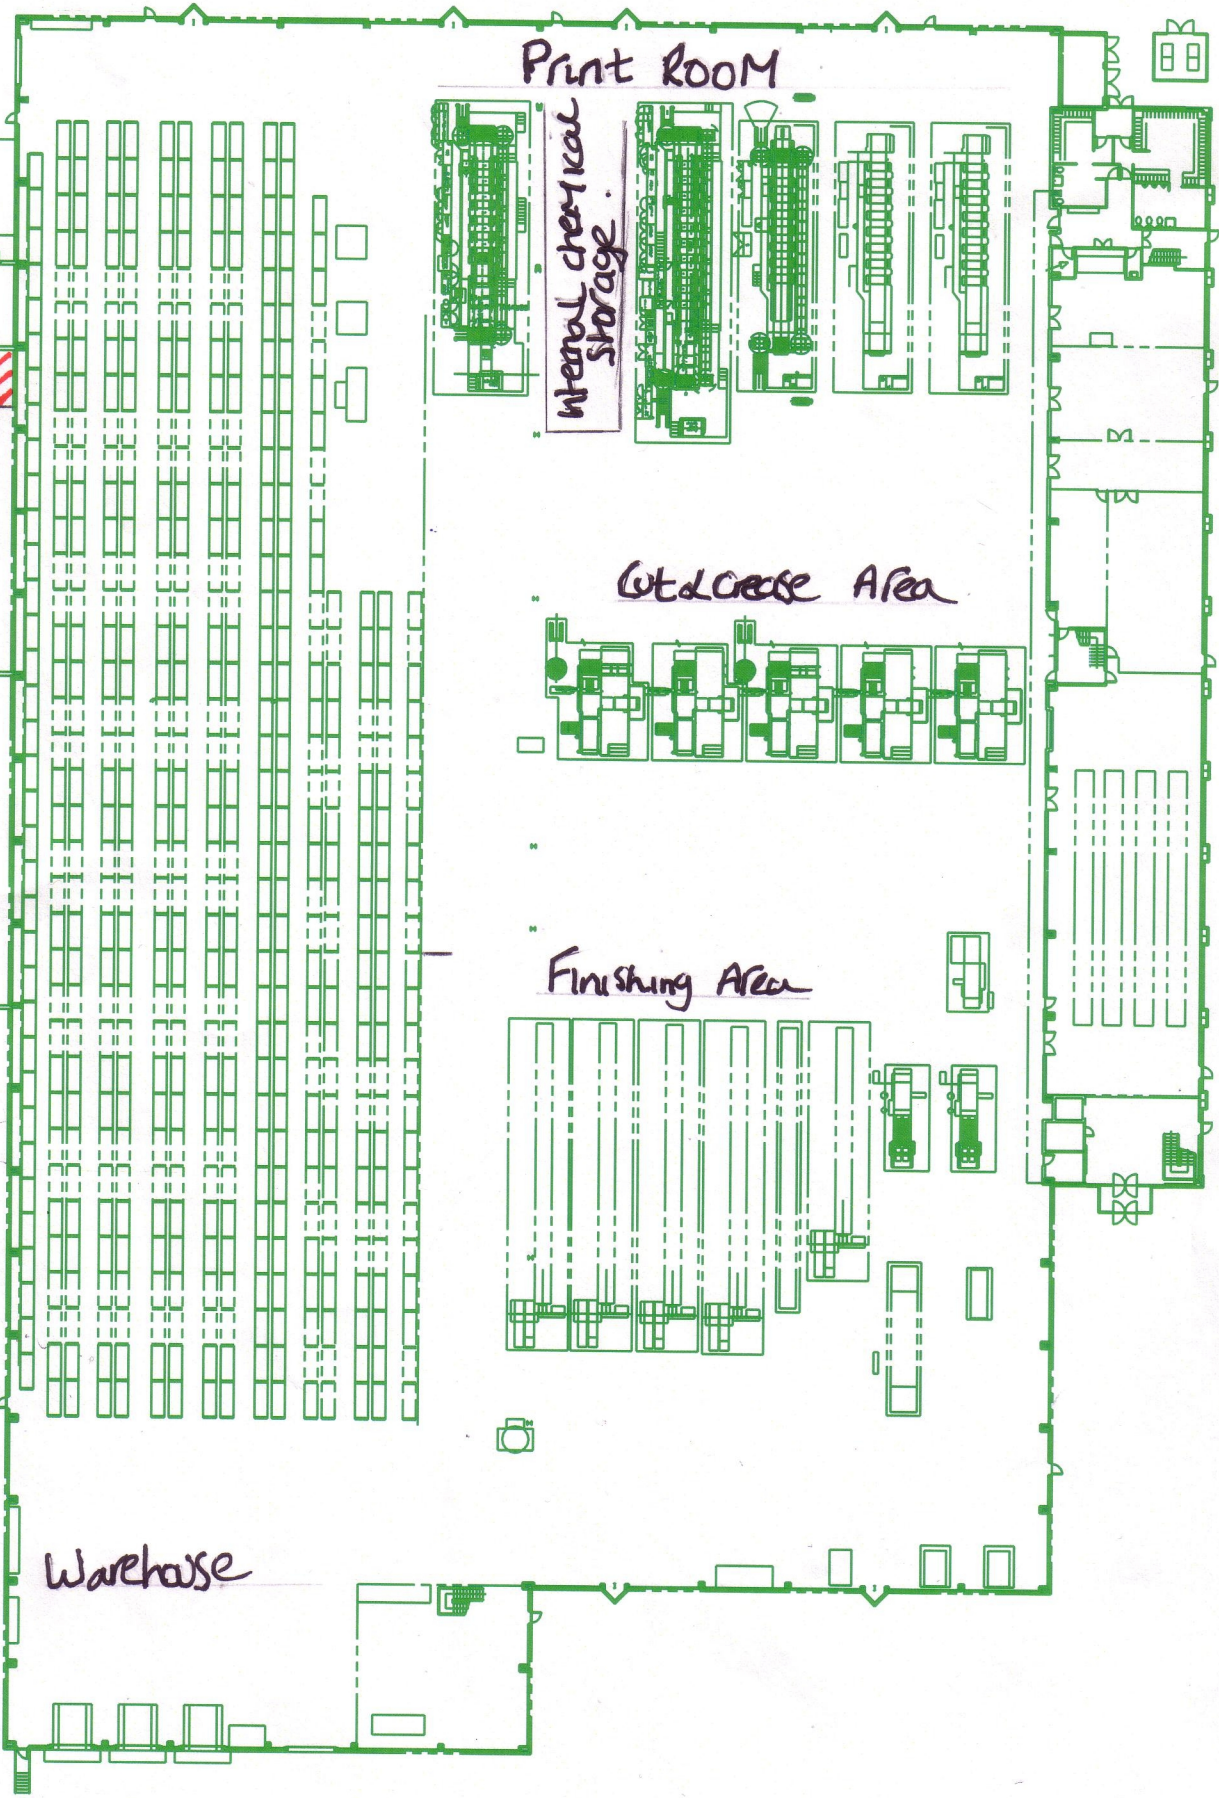 Print Room
Internal chemical
Storage.
Cut & Crease Area
Finishing Area
Warehouse